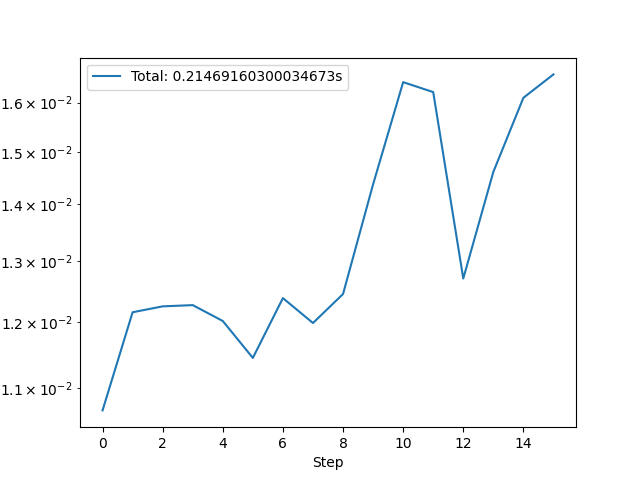 Total: 0.21469160300034673s
1.6 × 10⁻²
1.5 × 10⁻²
1.4 × 10⁻²
1.3 × 10⁻²
1.2 × 10⁻²
1.1 × 10⁻²
0 2 4 6 8 10 12 14
Step